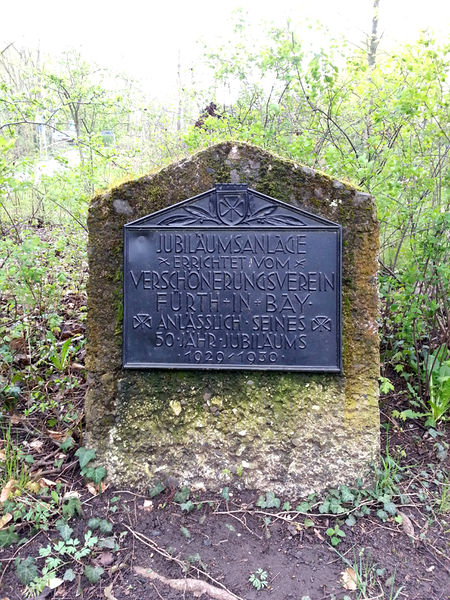 JUBILÄUMSANLAGE
ERRICHTET VOM
VERSCHÖNERUNGSVEREIN
FÜRTH-IN-BAY.
ANLÄSSLICH·SEINES
50 JÄHR·JUBILÄUMS
·1929/1930·